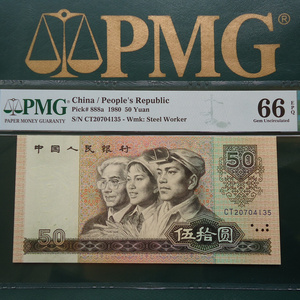 PMG
PMG
PAPER MONEY GUARANTY
China / People's Republic
Pick# 888a 1980 50 Yuan
S/N CT20704135 - Wmk: Steel Worker
66 EPQ
Gem Uncirculated
中国人民银行
50
CT20704135
50
伍拾圆